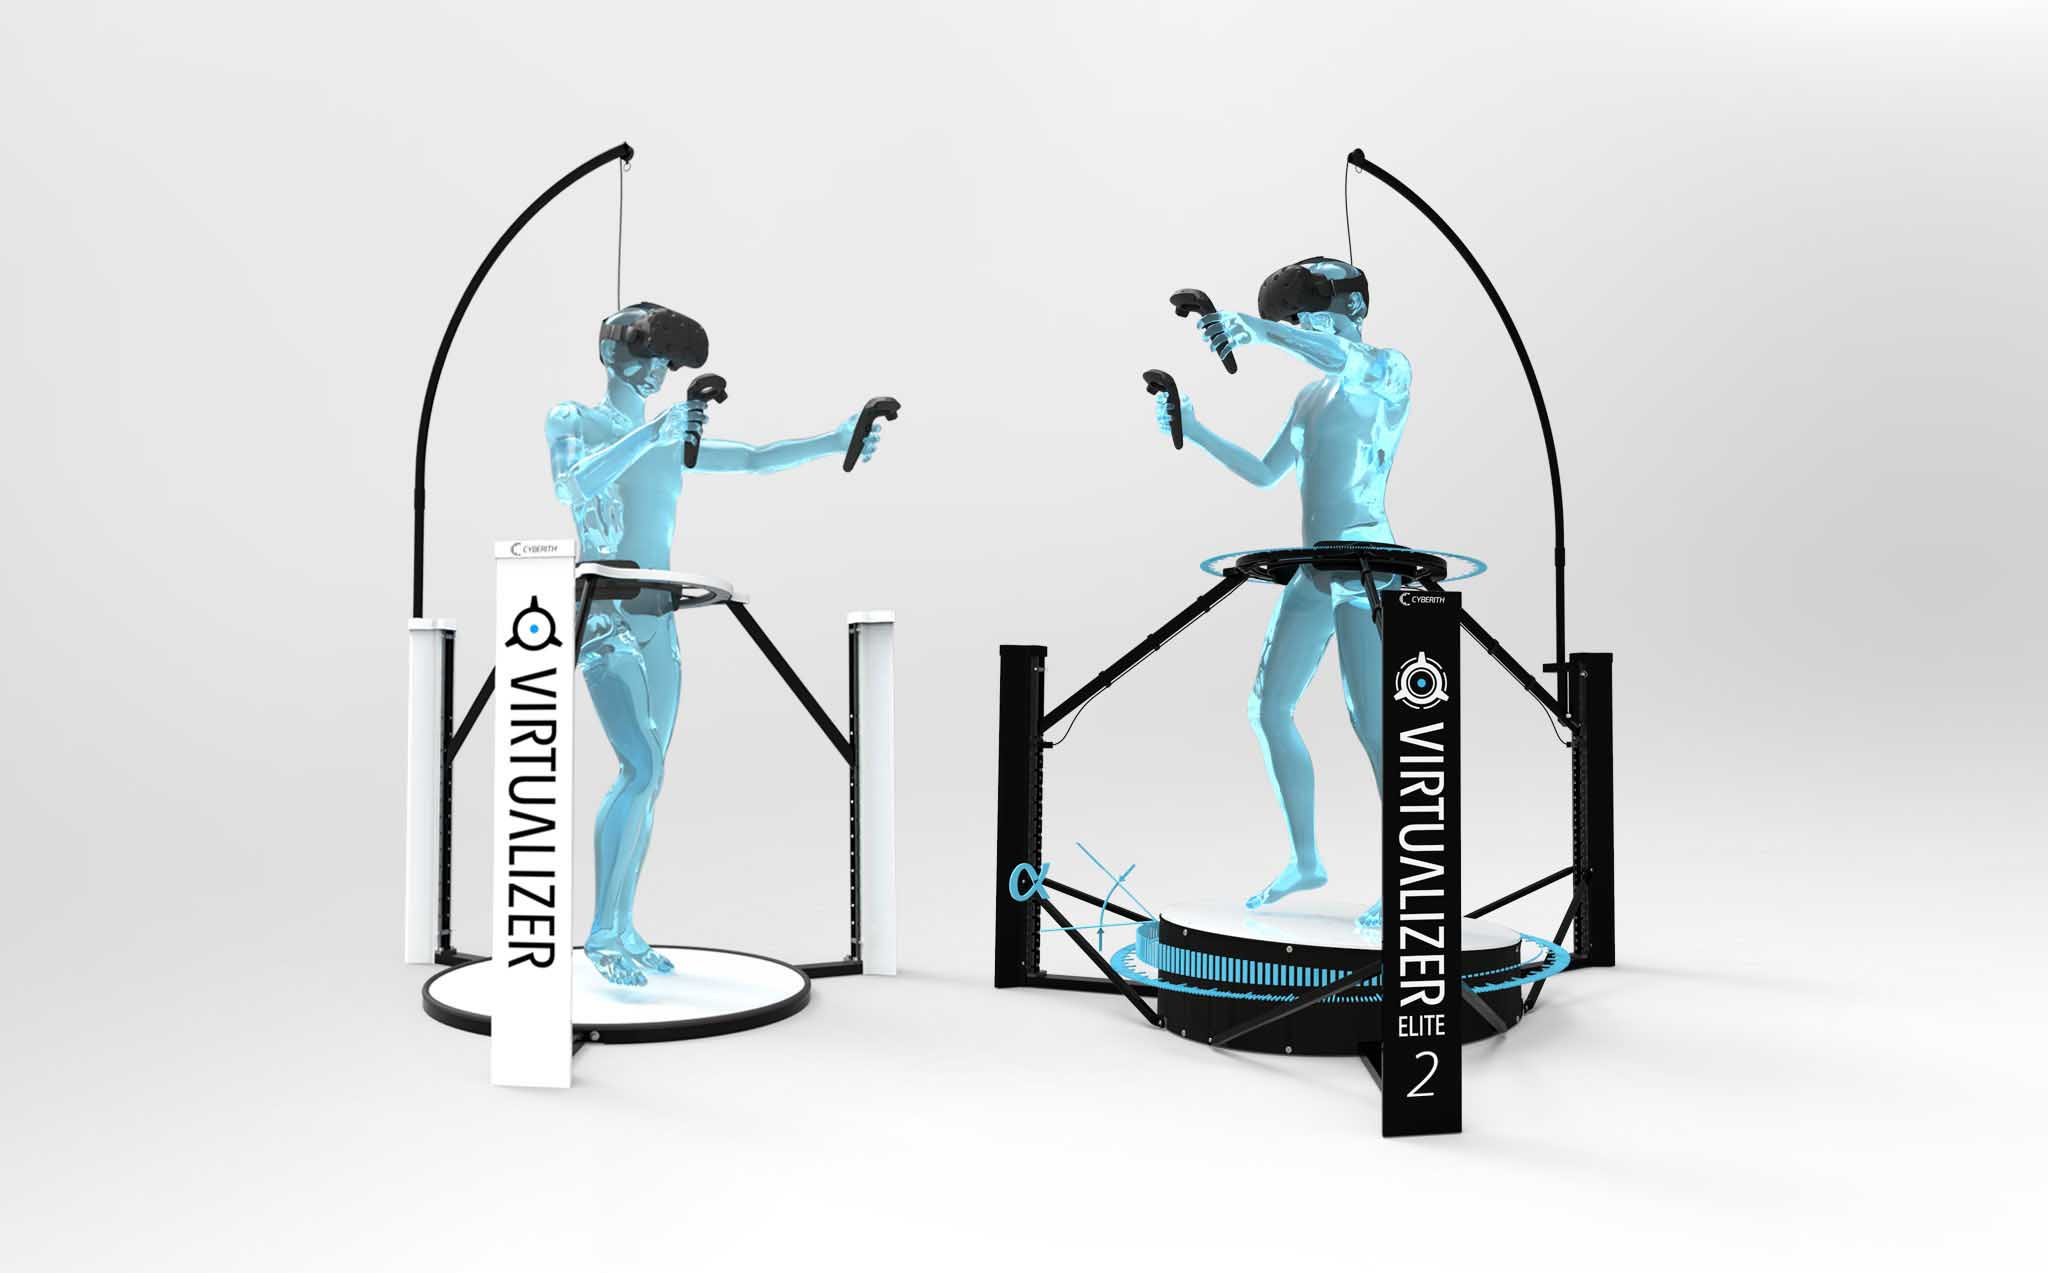 CYBERITH
VIRTUALIZER
CYBERITH
VIRTUALIZER
ELITE
2
α